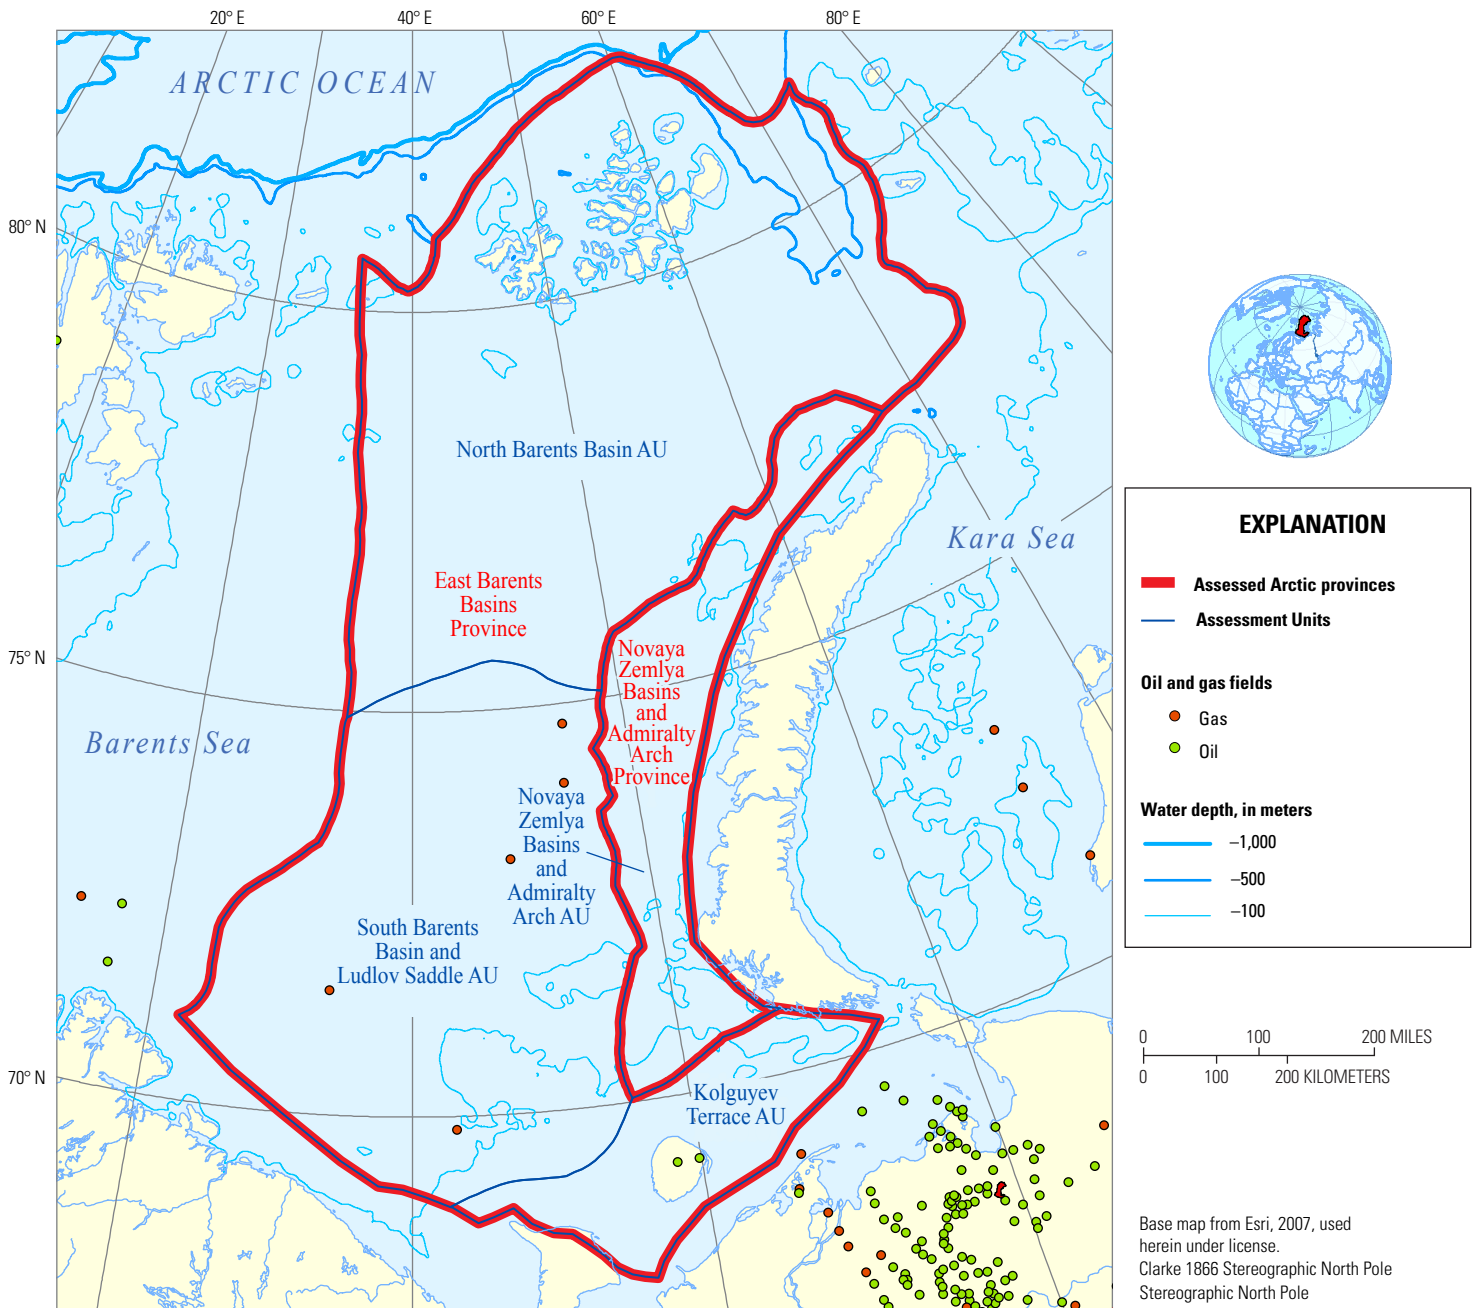 20° E
40° E
60° E
80° E
ARCTIC OCEAN
80° N
North Barents Basin AU
Kara Sea
East Barents
Basins
Province
Novaya
Zemlya
Basins
and
Admiralty
Arch
Province
75° N
Barents Sea
Novaya
Zemlya
Basins
and
Admiralty
Arch AU
South Barents
Basin and
Ludlov Saddle AU
70° N
Kolguyev
Terrace AU
EXPLANATION
Assessed Arctic provinces
Assessment Units
Oil and gas fields
Gas
Oil
Water depth, in meters
–1,000
–500
–100
0 100 200 MILES
0 100 200 KILOMETERS
Base map from Esri, 2007, used
herein under license.
Clarke 1866 Stereographic North Pole
Stereographic North Pole